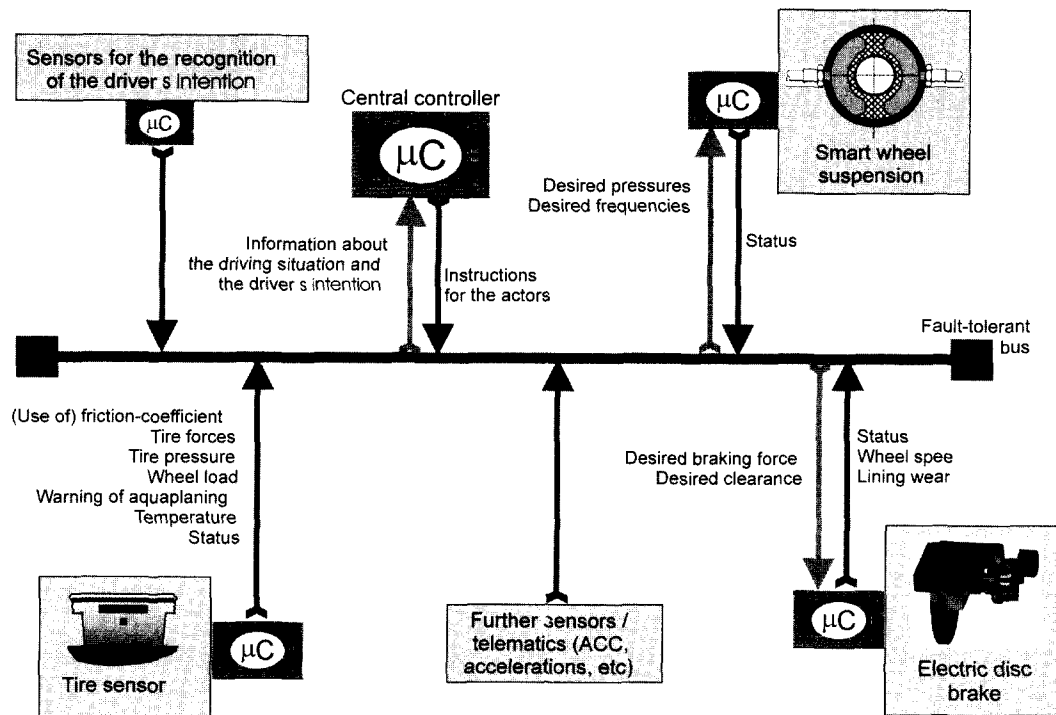 Sensors for the recognition
of the driver s intention
μC
Central controller
μC
μC
Smart wheel
suspension
Desired pressures
Desired frequencies
Status
Information about
the driving situation and
the driver s intention
Instructions
for the actors
Fault-tolerant
bus
(Use of) friction-coefficient
Tire forces
Tire pressure
Wheel load
Warning of aquaplaning
Temperature
Status
Desired braking force
Desired clearance
Status
Wheel spee
Lining wear
μC
Tire sensor
Further sensors /
telematics (ACC,
accelerations, etc)
μC
Electric disc
brake